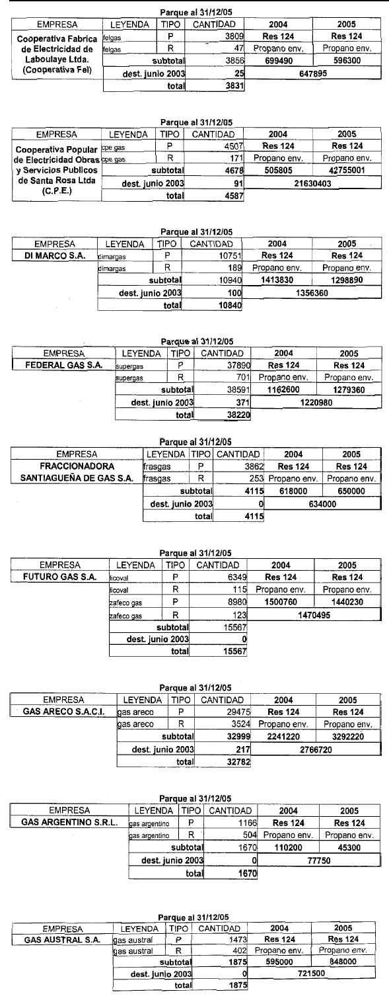 Parque al 31/12/05
EMPRESA LEYENDA TIPO CANTIDAD 2004 2005
Cooperativa Fabrica felgas P 3809 Res 124 Res 124
de Electricidad de felgas R 47 Propano env. Propano env.
Laboulaye Ltda. subtotal 3856 699490 596300
(Cooperativa Fel) dest. junio 2003 25 647895
total 3831
Parque al 31/12/05
EMPRESA LEYENDA TIPO CANTIDAD 2004 2005
Cooperativa Popular cpe gas P 4507 Res 124 Res 124
de Electricidad Obras cpe gas R 171 Propano env. Propano env.
y Servicios Publicos subtotal 4678 505805 42755001
de Santa Rosa Ltda dest. junio 2003 91 21630403
(C.P.E.) total 4587
Parque al 31/12/05
EMPRESA LEYENDA TIPO CANTIDAD 2004 2005
DI MARCO S.A. dimargas P 10751 Res 124 Res 124
dimargas R 189 Propano env. Propano env.
subtotal 10940 1413830 1298890
dest. junio 2003 100 1356360
total 10840
Parque al 31/12/05
EMPRESA LEYENDA TIPO CANTIDAD 2004 2005
FEDERAL GAS S.A. supergas P 37890 Res 124 Res 124
supergas R 701 Propano env. Propano env.
subtotal 38591 1162600 1279360
dest. junio 2003 371 1220980
total 38220
Parque al 31/12/05
EMPRESA LEYENDA TIPO CANTIDAD 2004 2005
FRACCIONADORA frasgas P 3862 Res 124 Res 124
SANTIAGUEÑA DE GAS S.A. frasgas R 253 Propano env. Propano env.
subtotal 4115 618000 650000
dest. junio 2003 0 634000
total 4115
Parque al 31/12/05
EMPRESA LEYENDA TIPO CANTIDAD 2004 2005
FUTURO GAS S.A. licoval P 6349 Res 124 Res 124
licoval R 115 Propano env. Propano env.
zafeco gas P 8980 1500760 1440230
zafeco gas R 123 1470495
subtotal 15567
dest. junio 2003 0
total 15567
Parque al 31/12/05
EMPRESA LEYENDA TIPO CANTIDAD 2004 2005
GAS ARECO S.A.C.I. gas areco P 29475 Res 124 Res 124
gas areco R 3524 Propano env. Propano env.
subtotal 32999 2241220 3292220
dest. junio 2003 217 2766720
total 32782
Parque al 31/12/05
EMPRESA LEYENDA TIPO CANTIDAD 2004 2005
GAS ARGENTINO S.R.L. gas argentino P 1166 Res 124 Res 124
gas argentino R 504 Propano env. Propano env.
subtotal 1670 110200 45300
dest. junio 2003 0 77750
total 1670
Parque al 31/12/05
EMPRESA LEYENDA TIPO CANTIDAD 2004 2005
GAS AUSTRAL S.A. gas austral P 1473 Res 124 Res 124
gas austral R 402 Propano env. Propano env.
subtotal 1875 595000 848000
dest. junio 2003 0 721500
total 1875